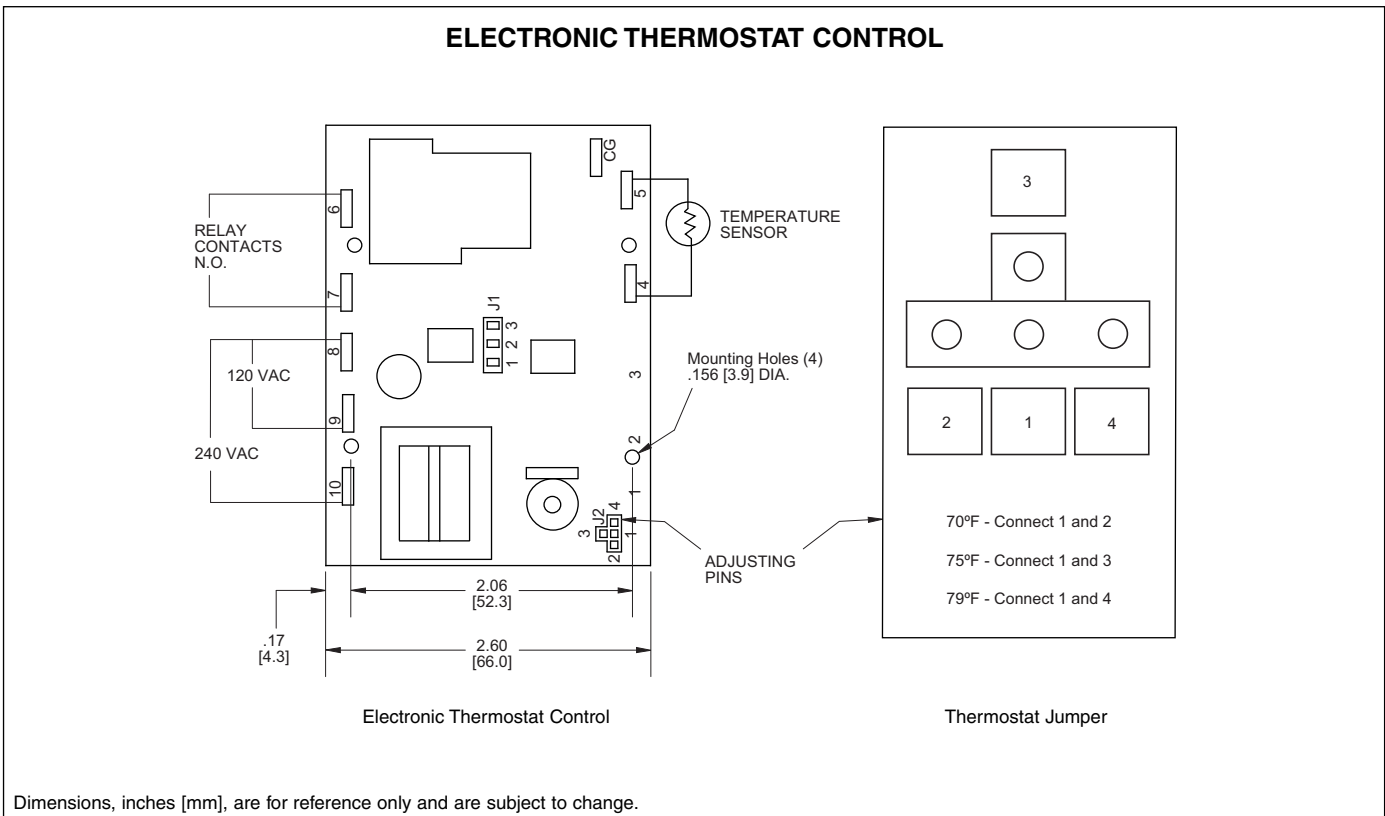 ELECTRONIC THERMOSTAT CONTROL
CG
5
6
RELAY
CONTACTS
N.O.
TEMPERATURE
SENSOR
7
4
J1
3
2
1
8
120 VAC
9
240 VAC
10
3
2
1
Mounting Holes (4)
.156 [3.9] DIA.
J2
4
3
1
2
ADJUSTING
PINS
2.06
[52.3]
.17
[4.3]
2.60
[66.0]
Electronic Thermostat Control
3
2
1
4
70ºF - Connect 1 and 2
75ºF - Connect 1 and 3
79ºF - Connect 1 and 4
Thermostat Jumper
Dimensions, inches [mm], are for reference only and are subject to change.